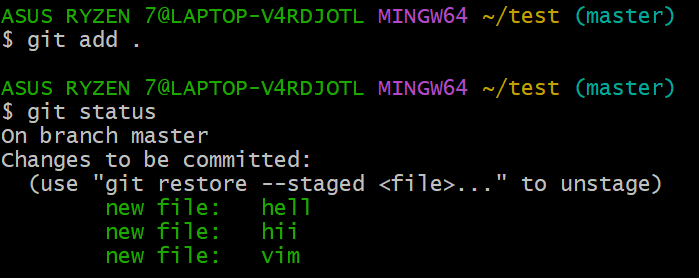 ASUS RYZEN 7@LAPTOP-V4RDJOTL MINGW64 ~/test (master)
$ git add .
ASUS RYZEN 7@LAPTOP-V4RDJOTL MINGW64 ~/test (master)
$ git status
On branch master
Changes to be committed:
  (use "git restore --staged <file>..." to unstage)
        new file:   hell
        new file:   hii
        new file:   vim